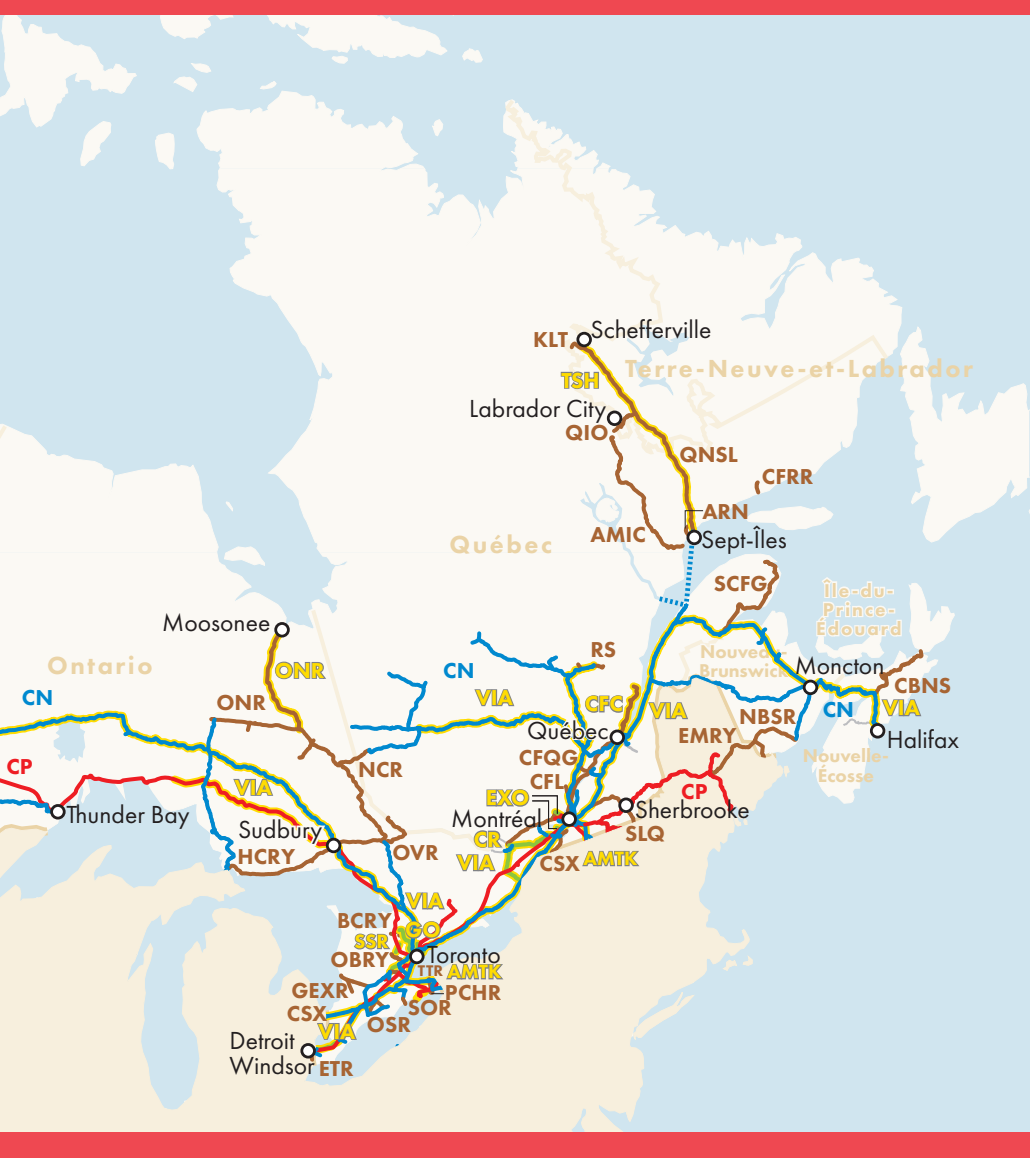 Schefferville
KLT
Terre-Neuve-et-Labrador
TSH
Labrador City
QIO
QNSL
CFRR
ARN
AMIC
Sept-Îles
Québec
SCFG
Île-du-
Prince-
Édouard
Moosonee
RS
Nouveau-
Brunswick
Ontario
ONR
CN
Moncton
CBNS
CN
VIA
CFC
VIA
ONR
CN
VIA
NBSR
Québec
EMRY
Halifax
CFQG
Nouvelle-
Écosse
CP
NCR
CFL
VIA
EXO
CP
Thunder Bay
Montréal
Sherbrooke
Sudbury
CR
SLQ
HCRY
OVR
VIA
CSX
AMTK
VIA
BCRY
GO
SSR
OBRY
Toronto
TTR
AMTK
GEXR
PCHR
SOR
CSX
OSR
VIA
Detroit
Windsor
ETR